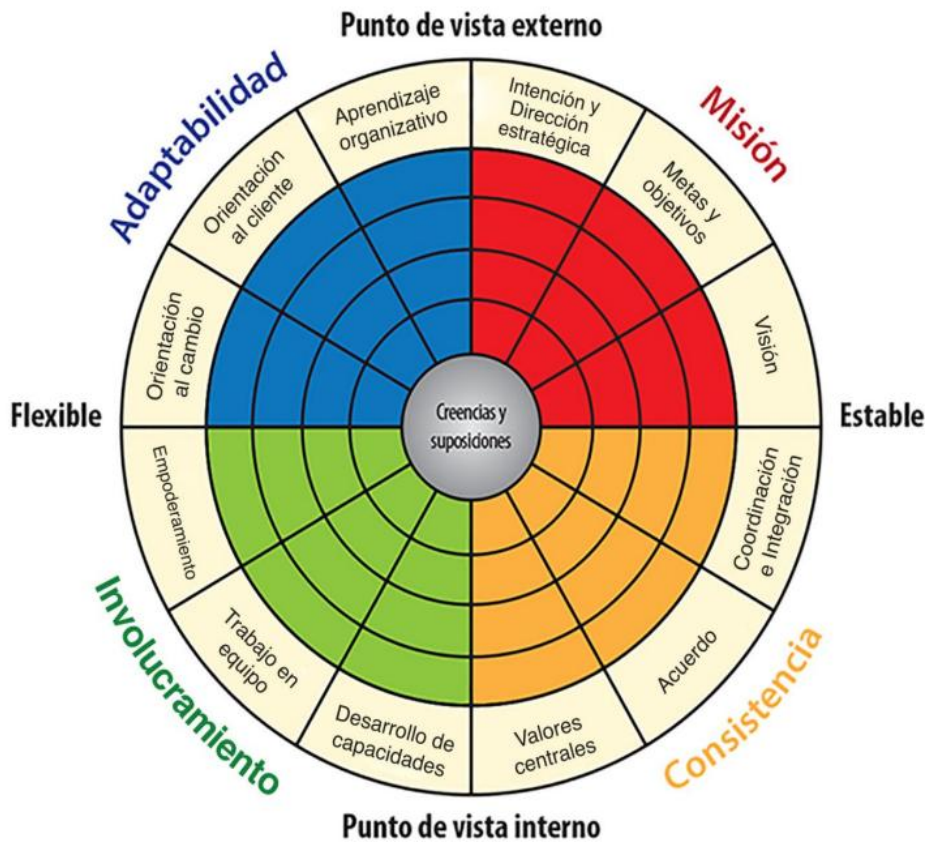 Punto de vista externo
Adaptabilidad
Misión
Aprendizaje
organizativo
Intención y
Dirección
estratégica
Orientación
al cliente
Metas y
objetivos
Orientación
al cambio
Visión
Flexible
Creencias y
suposiciones
Estable
Empoderamiento
Coordinación
e Integración
Trabajo en
equipo
Acuerdo
Desarrollo de
capacidades
Valores
centrales
Involucramiento
Consistencia
Punto de vista interno